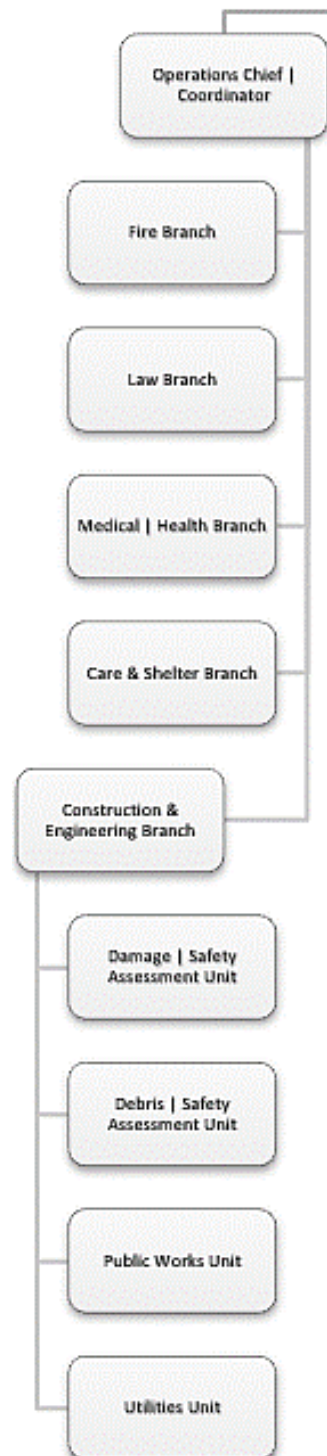 Operations Chief |
Coordinator
Fire Branch
Law Branch
Medical | Health Branch
Care & Shelter Branch
Construction &
Engineering Branch
Damage | Safety
Assessment Unit
Debris | Safety
Assessment Unit
Public Works Unit
Utilities Unit